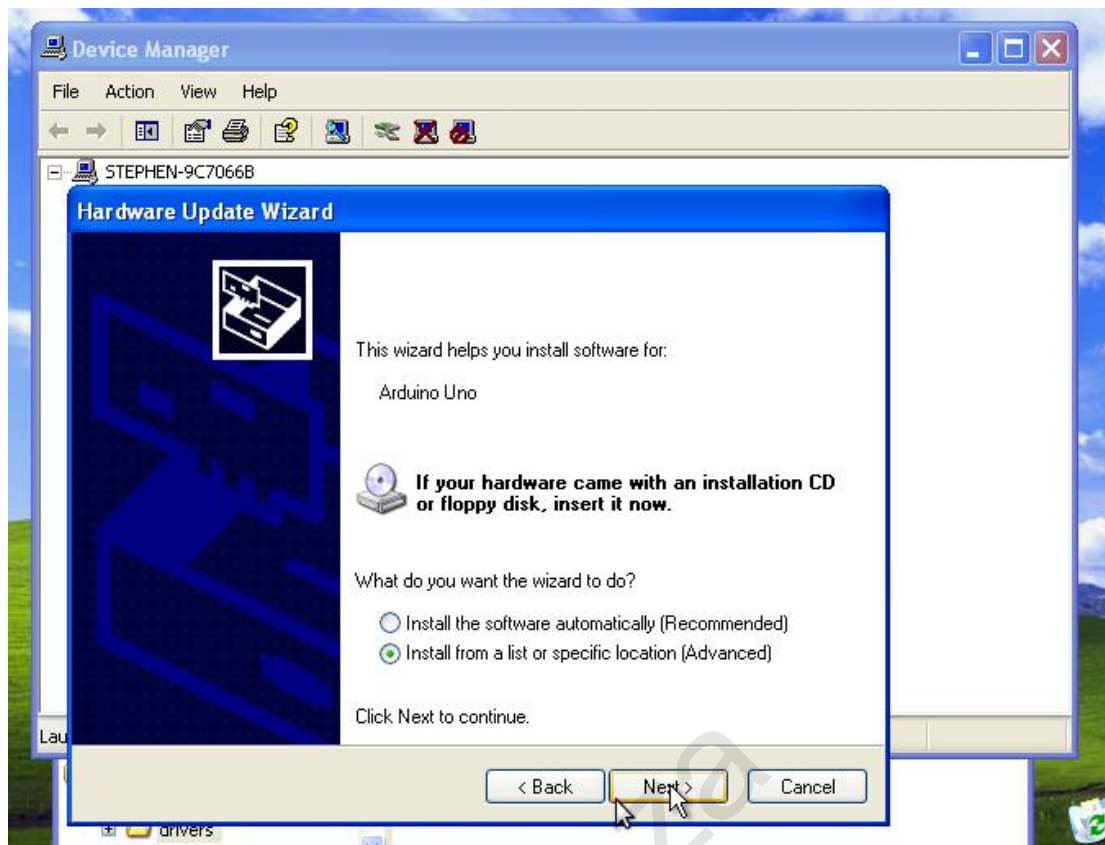 Device Manager
File Action View Help
STEPHEN-9C7066B
Hardware Update Wizard
This wizard helps you install software for:
Arduino Uno
If your hardware came with an installation CD
or floppy disk, insert it now.
What do you want the wizard to do?
Install the software automatically (Recommended)
Install from a list or specific location (Advanced)
Click Next to continue.
Lau
< Back Next > Cancel
drivers
za